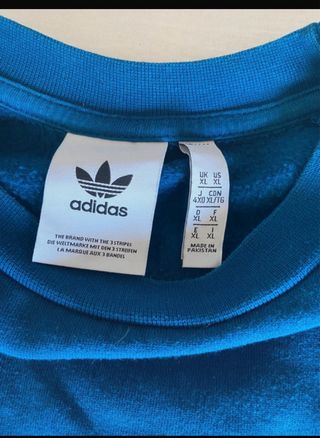 adidas
THE BRAND WITH THE 3 STRIPES
DIE WELTMARKE MIT DEN 3 STREIFEN
LA MARQUE AUX 3 BANDES
UK US
XL XL
J CDN
4XO XL/TG
D F
XL XL
E I
XL XL
MADE IN
PAKISTAN